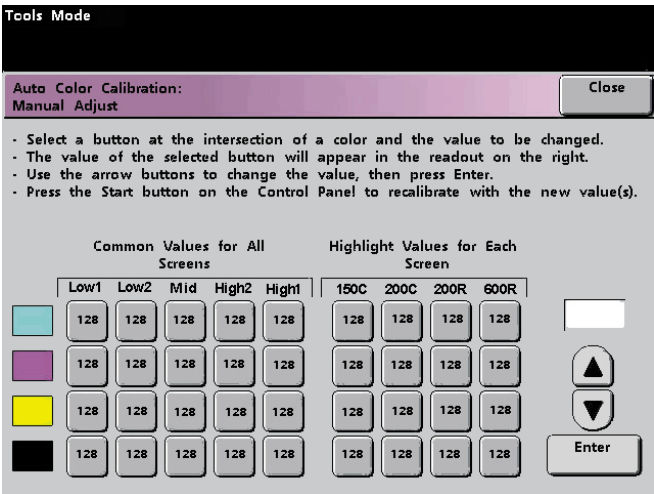 Tools Mode
Auto Color Calibration:
Manual Adjust
Close
- Select a button at the intersection of a color and the value to be changed.
- The value of the selected button will appear in the readout on the right.
- Use the arrow buttons to change the value, then press Enter.
- Press the Start button on the Control Panel to recalibrate with the new value(s).
Common Values for All
Screens
Highlight Values for Each
Screen
Low1 Low2 Mid High2 High1 150C 200C 200R 600R
128 128 128 128 128 128 128 128 128
128 128 128 128 128 128 128 128 128
128 128 128 128 128 128 128 128 128
128 128 128 128 128 128 128 128 128
Enter